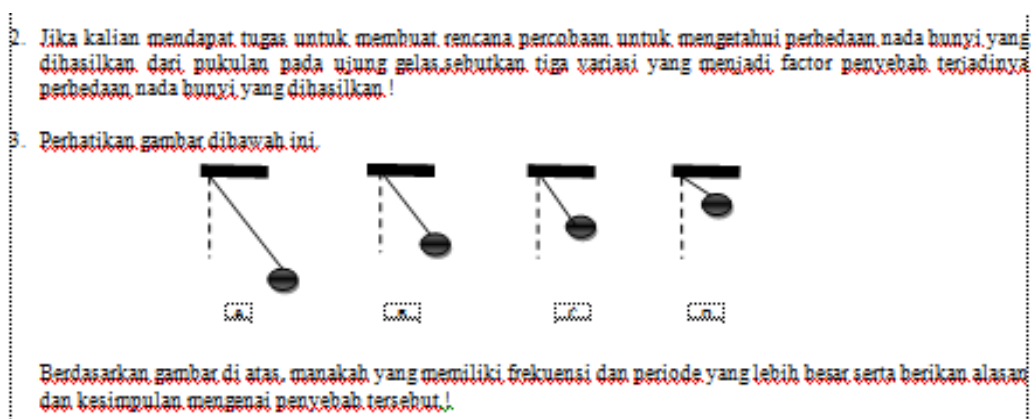 2. Jika kalian mendapat tugas untuk membuat rencana percobaan untuk mengetahui perbedaan nada bunyi yang
dihasilkan dari pukulan pada ujung gelas,sebutkan tiga variasi yang menjadi factor penyebab terjadinya
perbedaan nada bunyi yang dihasilkan !
3. Perhatikan gambar dibawah ini.
A B C D
Berdasarkan gambar di atas, manakah yang memiliki frekuensi dan periode yang lebih besar serta berikan alasan
dan kesimpulan mengenai penyebab tersebut !